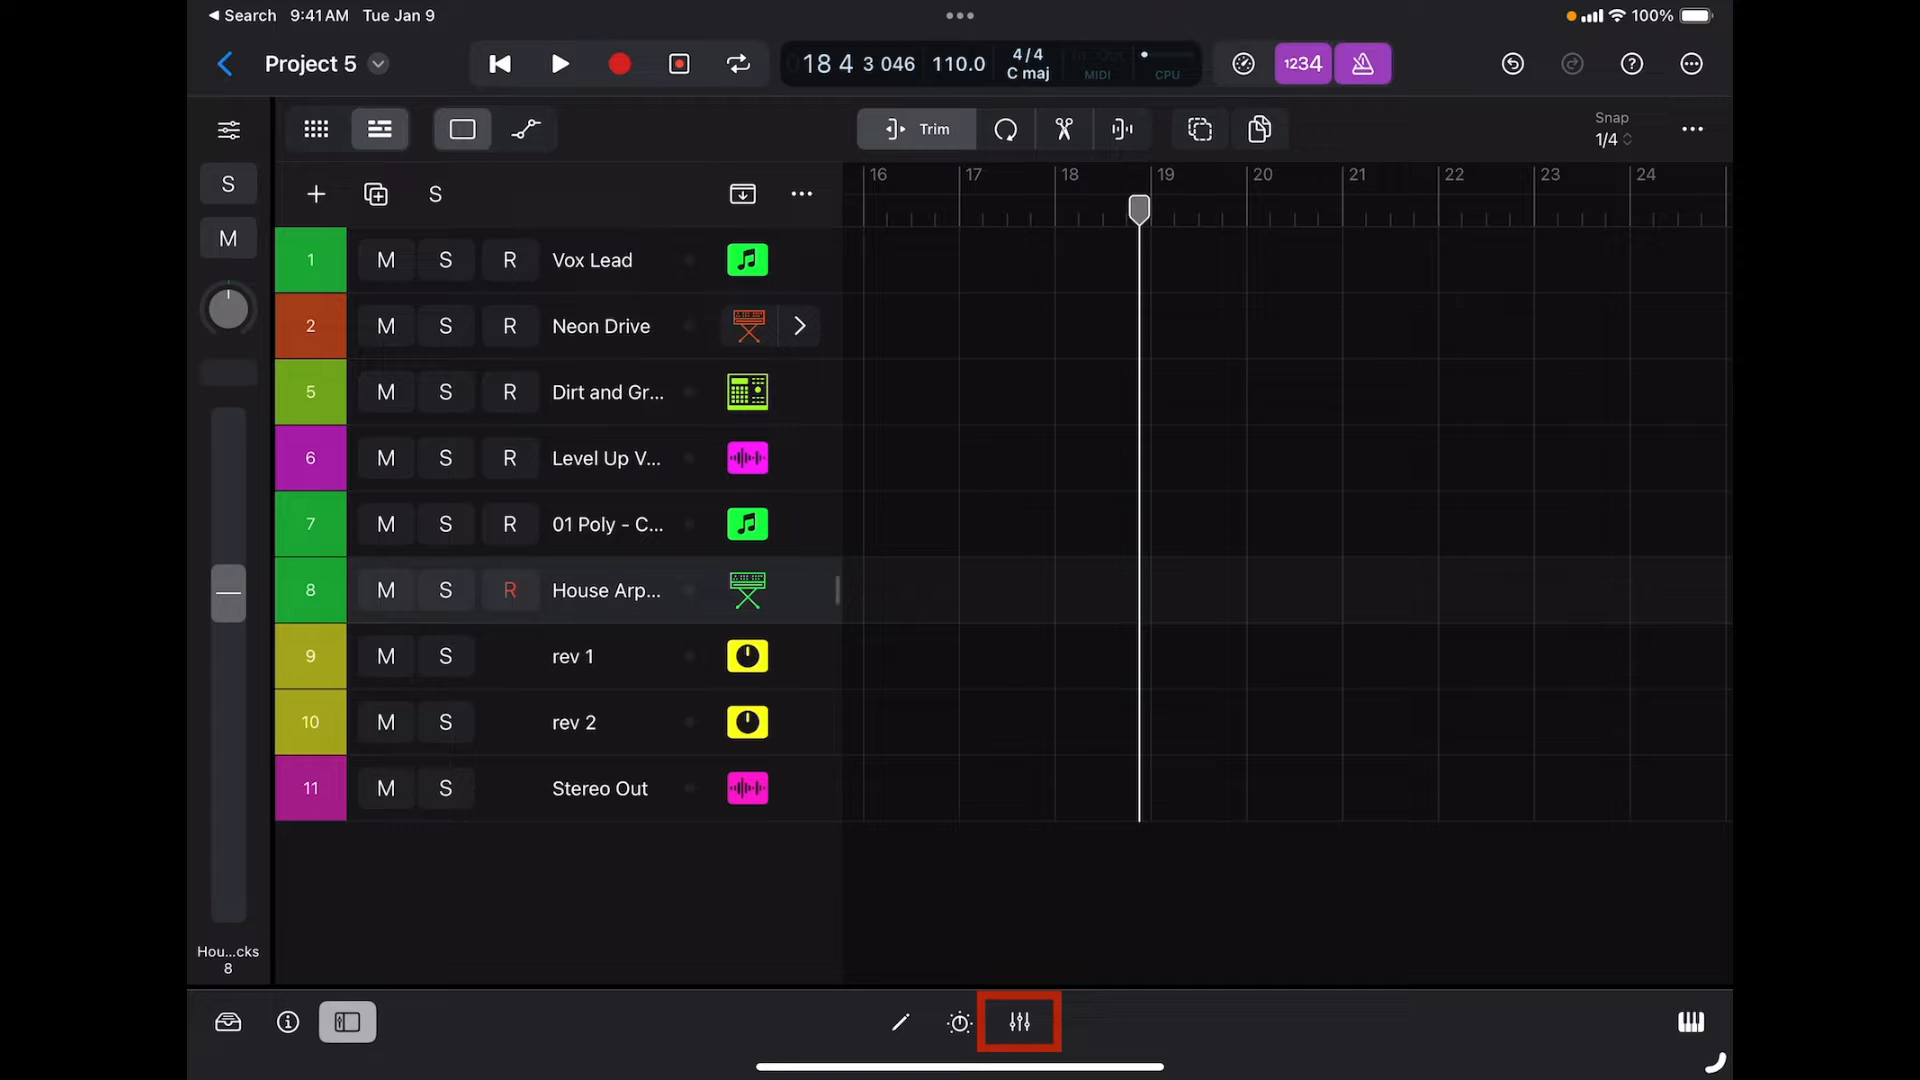 ◀ Search 9:41 AM Tue Jan 9
100%
Project 5
18 4 3 046 110.0 4/4
C maj
In Out
MIDI
CPU
1234
Trim
Snap
1/4
S
M
S
16 17 18 19 20 21 22 23 24
1 M S R Vox Lead
2 M S R Neon Drive
5 M S R Dirt and Gr...
6 M S R Level Up V...
7 M S R 01 Poly - C...
8 M S R House Arp...
9 M S rev 1
10 M S rev 2
11 M S Stereo Out
Hou...cks
8